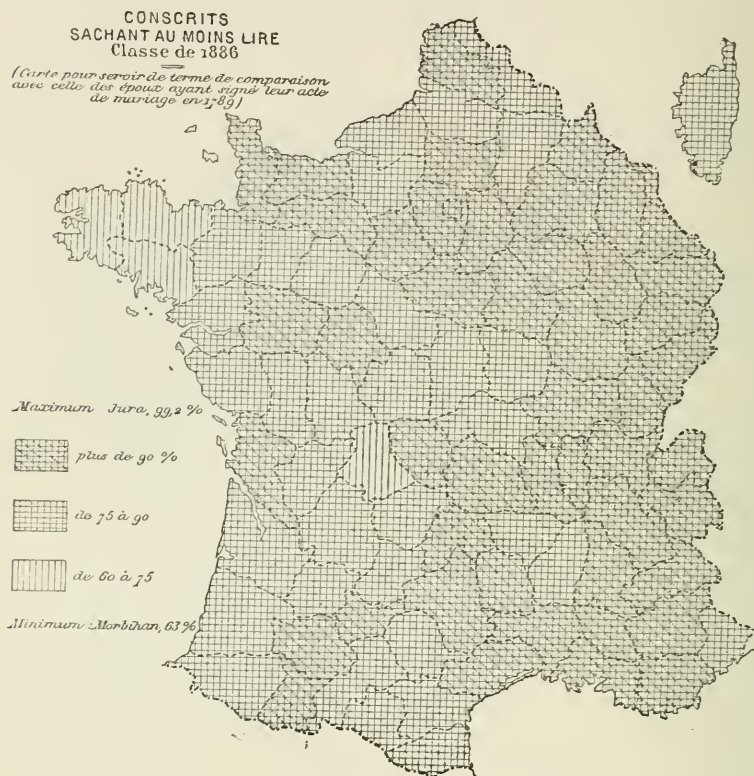 CONSCRITS
SACHANT AU MOINS LIRE
Classe de 1886
(Carte pour servir de terme de comparaison
avec celle des époux ayant signé leur acte
de mariage en 1789)
Maximum Jura, 99,2 %
plus de 90 %
de 75 à 90
de 60 à 75
Minimum : Morbihan, 63 %